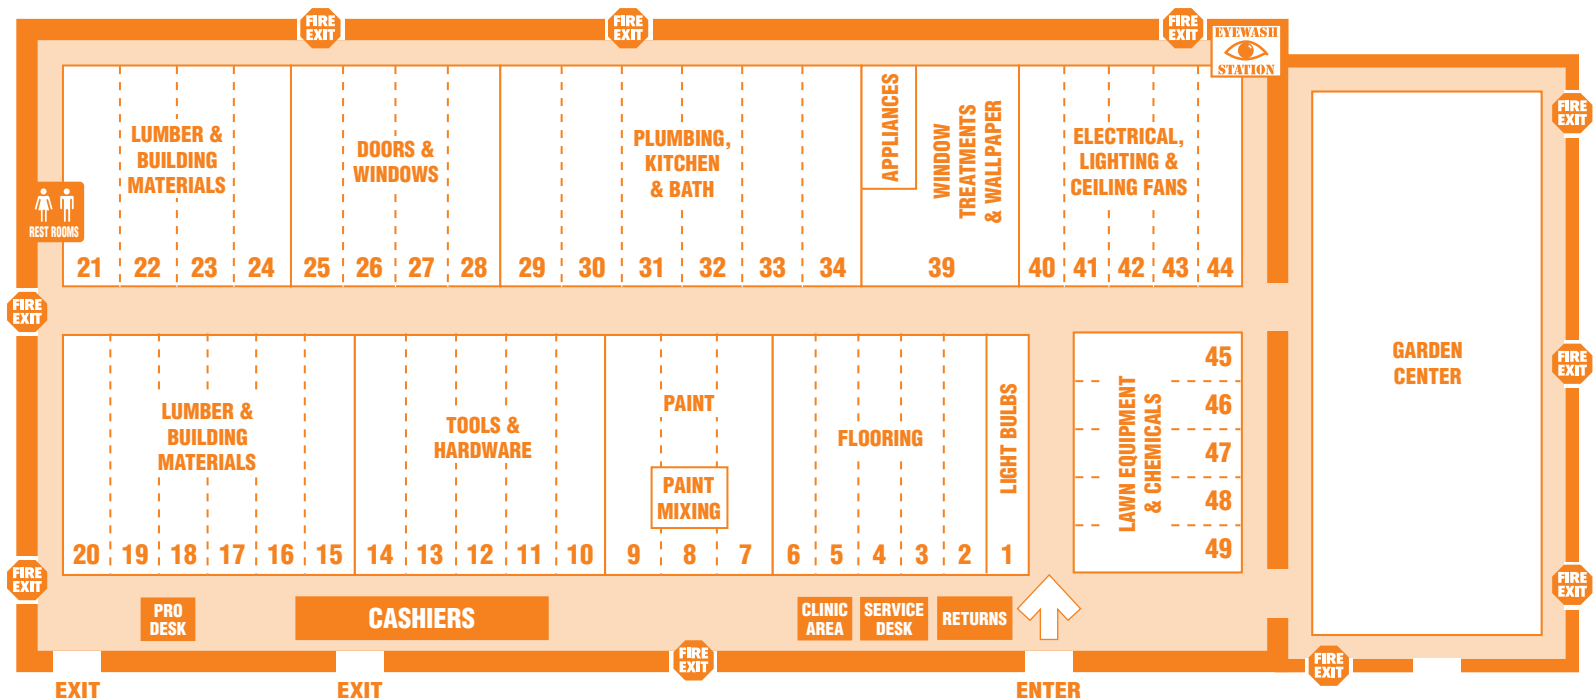 FIRE
EXIT
FIRE
EXIT
FIRE
EXIT
EYEWASH
STATION
FIRE
EXIT
LUMBER &
BUILDING
MATERIALS
DOORS &
WINDOWS
PLUMBING,
KITCHEN
& BATH
APPLIANCES
WINDOW
TREATMENTS
& WALLPAPER
ELECTRICAL,
LIGHTING &
CEILING FANS
REST ROOMS
21 22 23 24 25 26 27 28 29 30 31 32 33 34 39 40 41 42 43 44
FIRE
EXIT
GARDEN
CENTER
FIRE
EXIT
LUMBER &
BUILDING
MATERIALS
TOOLS &
HARDWARE
PAINT
PAINT
MIXING
FLOORING
LIGHT BULBS
LAWN EQUIPMENT
& CHEMICALS
45
46
47
48
49
20 19 18 17 16 15 14 13 12 11 10 9 8 7 6 5 4 3 2 1
FIRE
EXIT
FIRE
EXIT
PRO
DESK
CASHIERS
CLINIC
AREA
SERVICE
DESK
RETURNS
FIRE
EXIT
FIRE
EXIT
EXIT
EXIT
ENTER